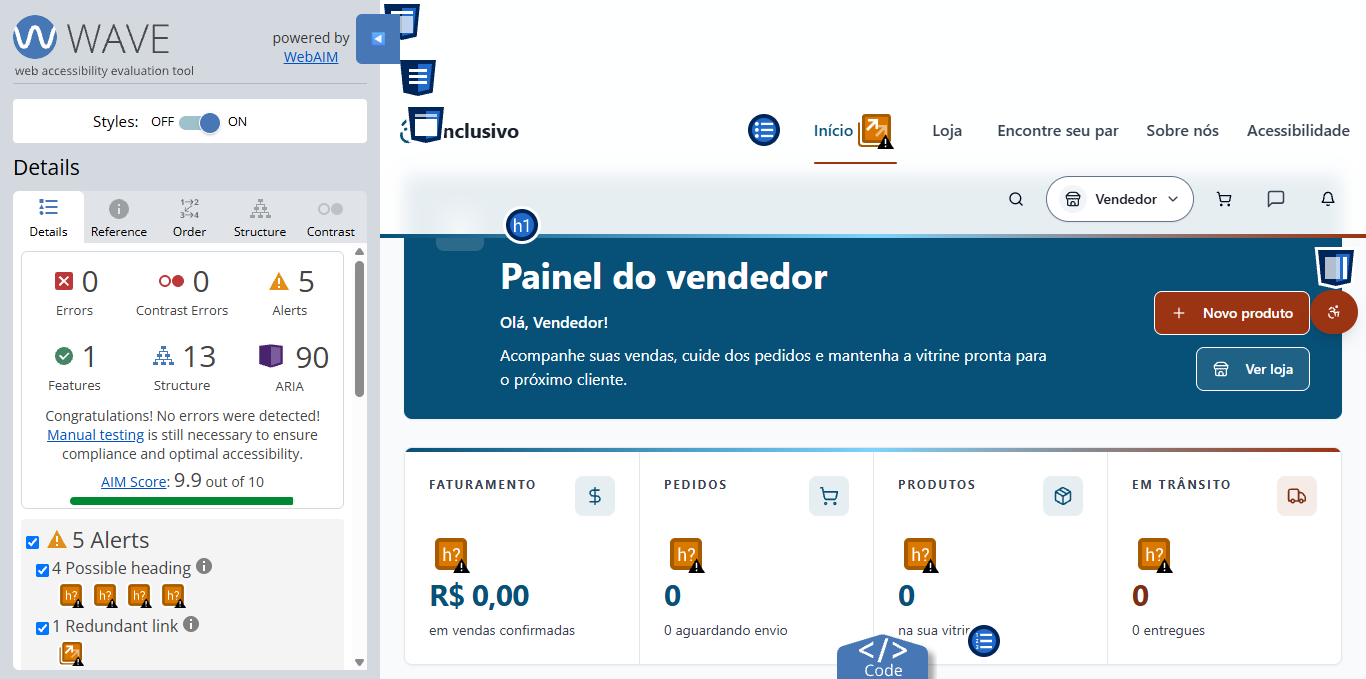 WAVE
powered by
WebAIM
web accessibility evaluation tool
Styles: OFF ON
Details
Details Reference Order Structure Contrast
0 0 5
Errors Contrast Errors Alerts
1 13 90
Features Structure ARIA
Congratulations! No errors were detected!
Manual testing is still necessary to ensure
compliance and optimal accessibility.
AIM Score: 9.9 out of 10
5 Alerts
4 Possible heading
h? h? h? h?
1 Redundant link
nclusivo
Início Loja Encontre seu par Sobre nós Acessibilidade
Vendedor
h1
Painel do vendedor
Olá, Vendedor!
Acompanhe suas vendas, cuide dos pedidos e mantenha a vitrine pronta para
o próximo cliente.
+ Novo produto
Ver loja
FATURAMENTO PEDIDOS PRODUTOS EM TRÂNSITO
h? h? h? h?
R$ 0,00 0 0 0
em vendas confirmadas 0 aguardando envio na sua vitrin 0 entregues
</>
Code